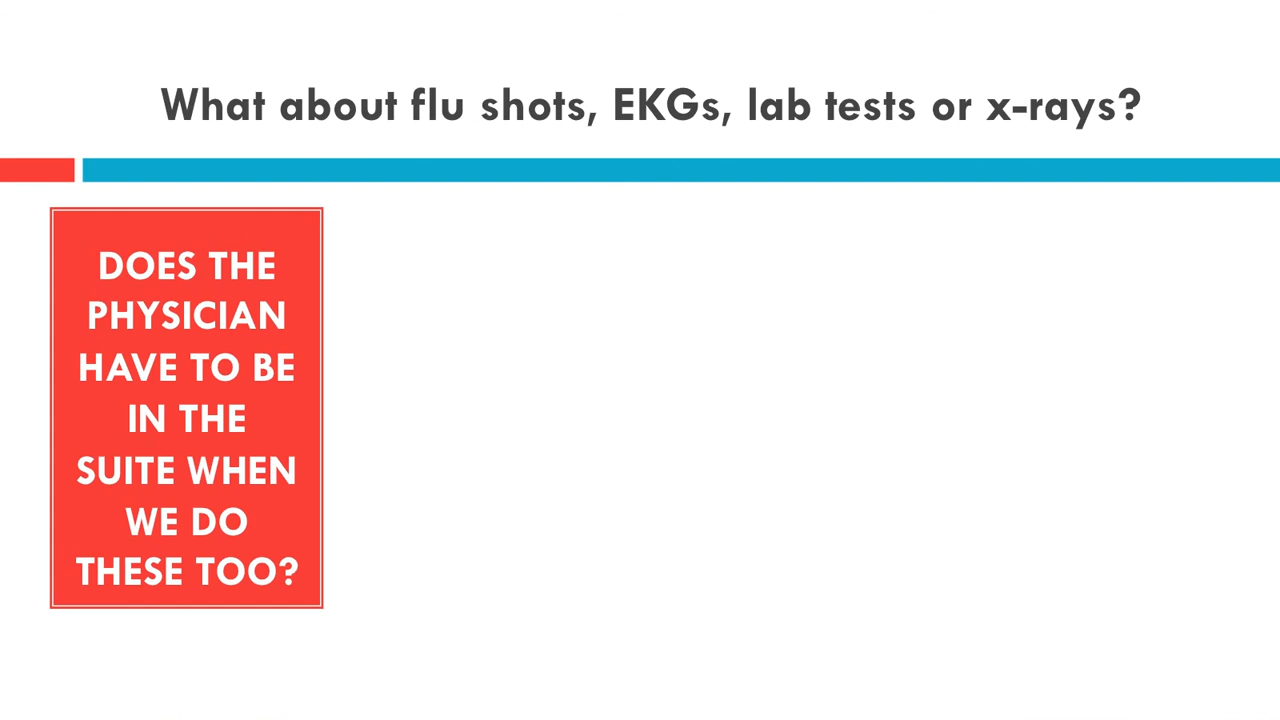 What about flu shots, EKGs, lab tests or x-rays?
DOES THE
PHYSICIAN
HAVE TO BE
IN THE
SUITE WHEN
WE DO
THESE TOO?